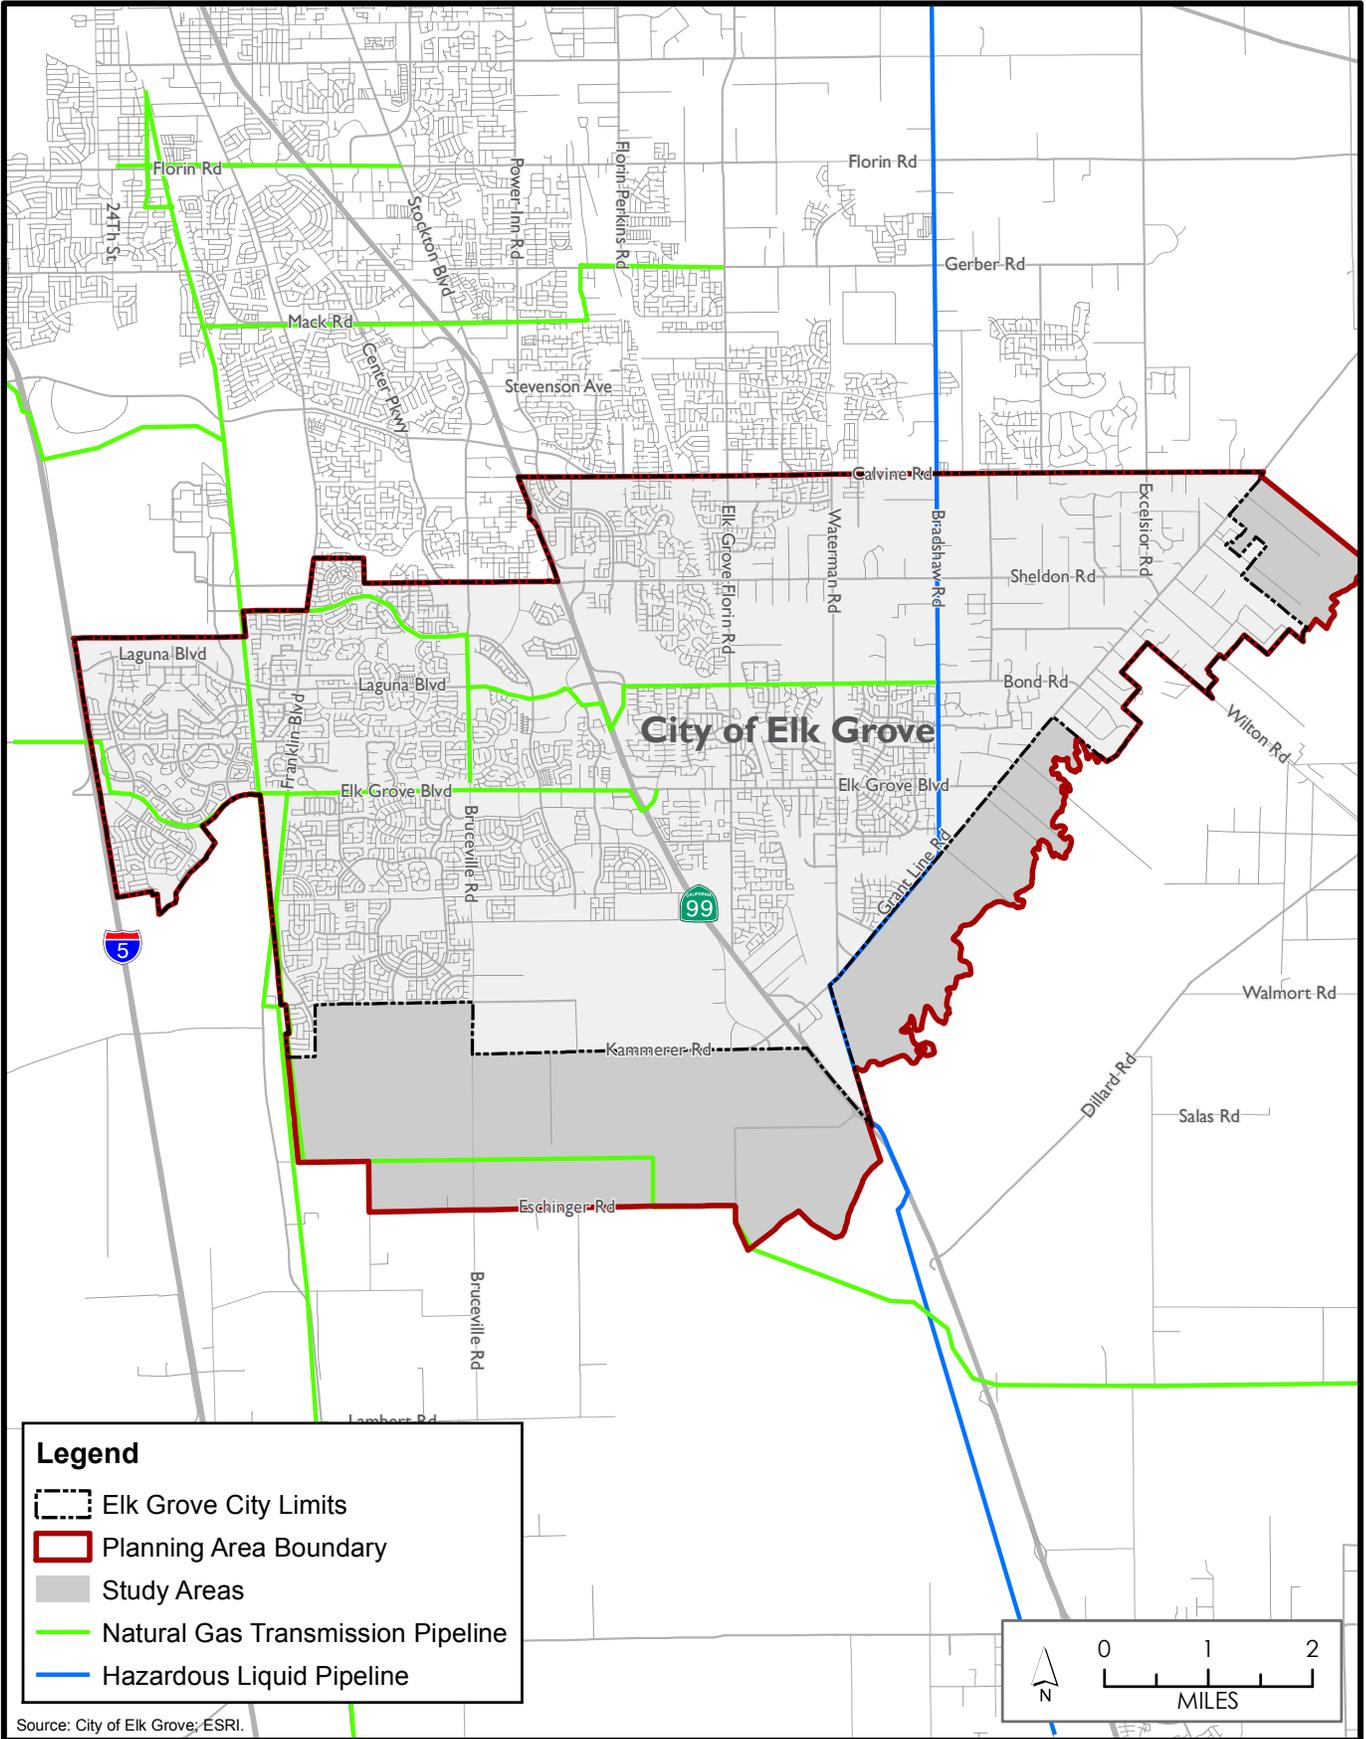 Florin Rd
Florin Rd
24Th St
Stockton Blvd
Power Inn Rd
Florin Perkins Rd
Gerber Rd
Mack Rd
Center Pkwy
Stevenson Ave
Calvine Rd
Elk Grove Florin Rd
Waterman Rd
Bradshaw Rd
Excelsior Rd
Sheldon Rd
Laguna Blvd
Laguna Blvd
Bond Rd
Franklin Blvd
City of Elk Grove
Wilton Rd
Elk Grove Blvd
Elk Grove Blvd
Bruceville Rd
Grant Line Rd
CALIFORNIA
99
5
Walmort Rd
Kammerer Rd
Dillard Rd
Salas Rd
Eschinger Rd
Bruceville Rd
Lambert Rd
Legend
Elk Grove City Limits
Planning Area Boundary
Study Areas
Natural Gas Transmission Pipeline
Hazardous Liquid Pipeline
N
0 1 2
MILES
Source: City of Elk Grove; ESRI.